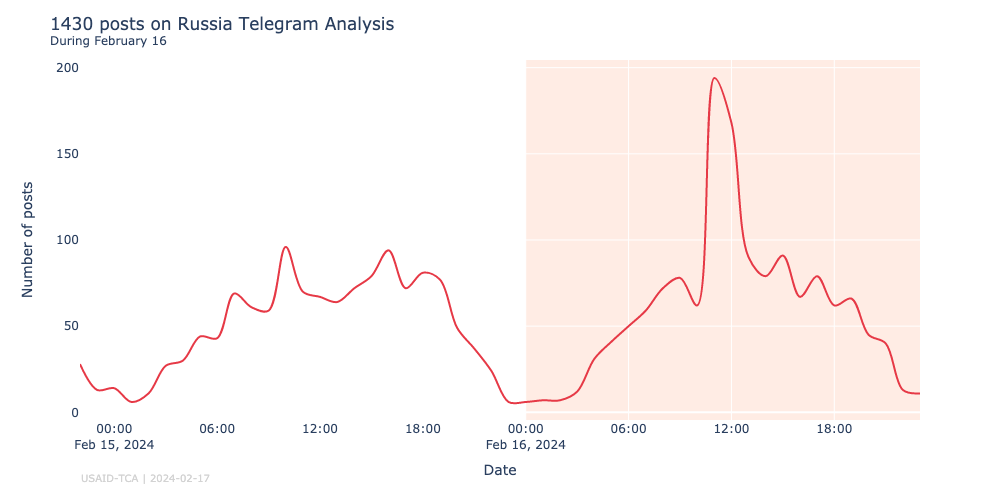 1430 posts on Russia Telegram Analysis
During February 16
200
150
100
50
0
Number of posts
00:00 06:00 12:00 18:00 00:00 06:00 12:00 18:00
Feb 15, 2024 Feb 16, 2024
Date
USAID-TCA | 2024-02-17